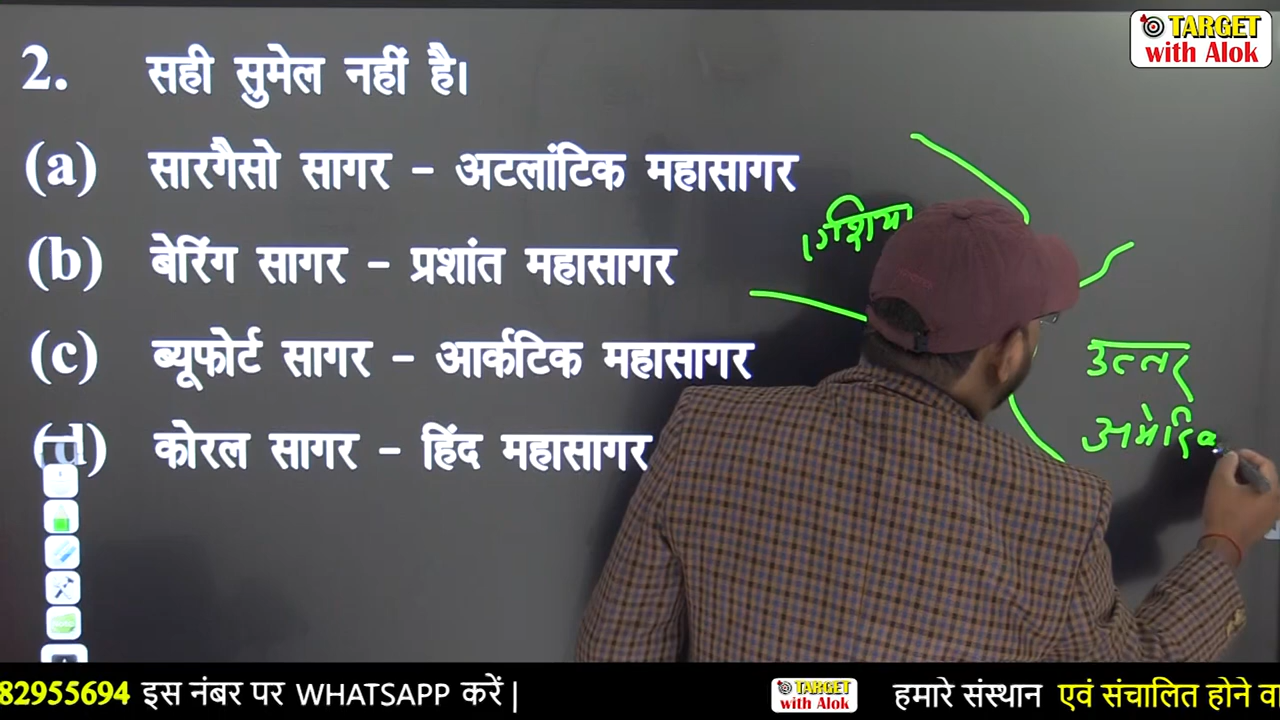 TARGET
with Alok
2. सही सुमेल नहीं है।
(a) सारगैसो सागर – अटलांटिक महासागर
(b) बेरिंग सागर – प्रशांत महासागर
(c) ब्यूफोर्ट सागर – आर्कटिक महासागर
(d) कोरल सागर – हिंद महासागर
एशिया
उत्तर
अमेरि
82955694 इस नंबर पर WHATSAPP करें |
TARGET
with Alok
हमारे संस्थान एवं संचालित होने वा